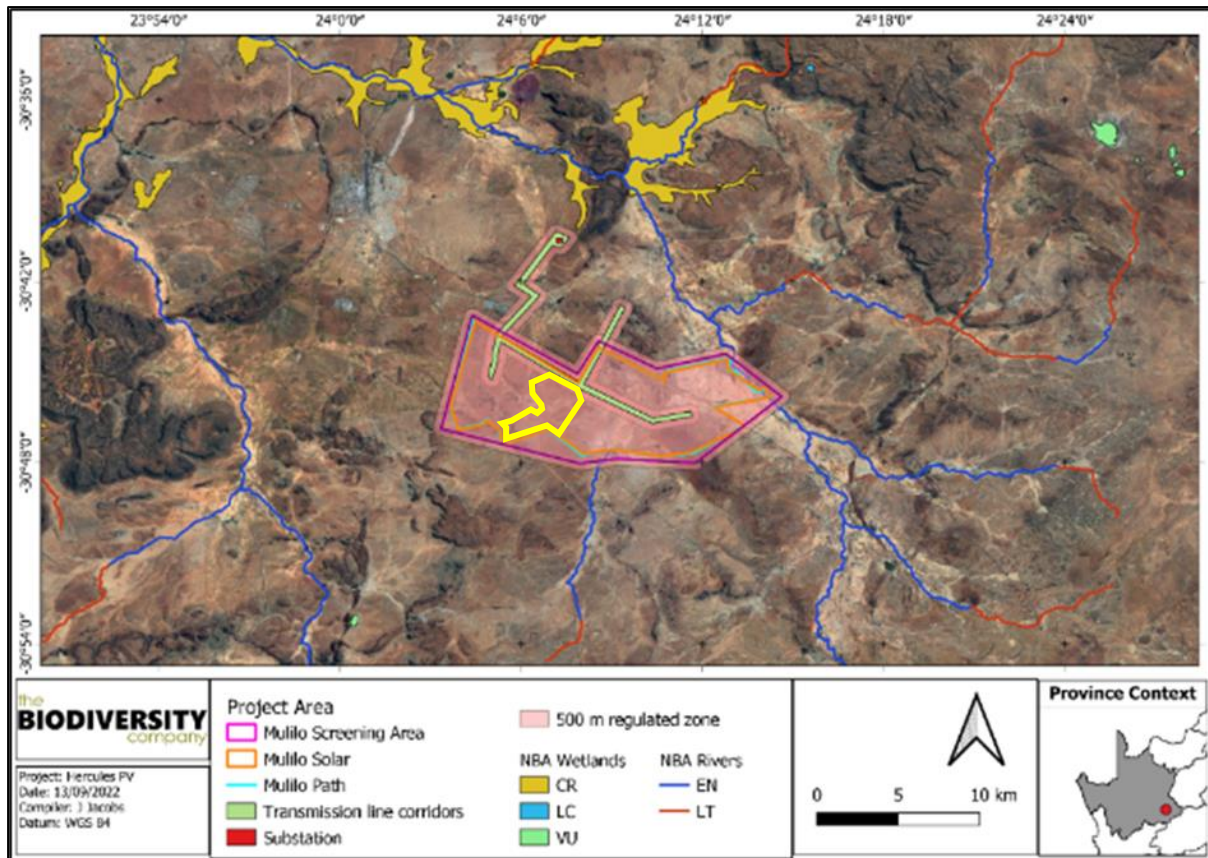 23°54'0" 24°0'0" 24°6'0" 24°12'0" 24°18'0" 24°24'0"
-30°36'0"
-30°42'0"
-30°48'0"
-30°54'0"
the
BIODIVERSITY
company
Project: Hercules PV
Date: 13/09/2022
Compiler: J Jacobs
Datum: WGS 84
Project Area
Mulilo Screening Area
Mulilo Solar
Mulilo Path
Transmission line corridors
Substation
500 m regulated zone
NBA Wetlands
CR
LC
VU
NBA Rivers
EN
LT
0 5 10 km
Province Context